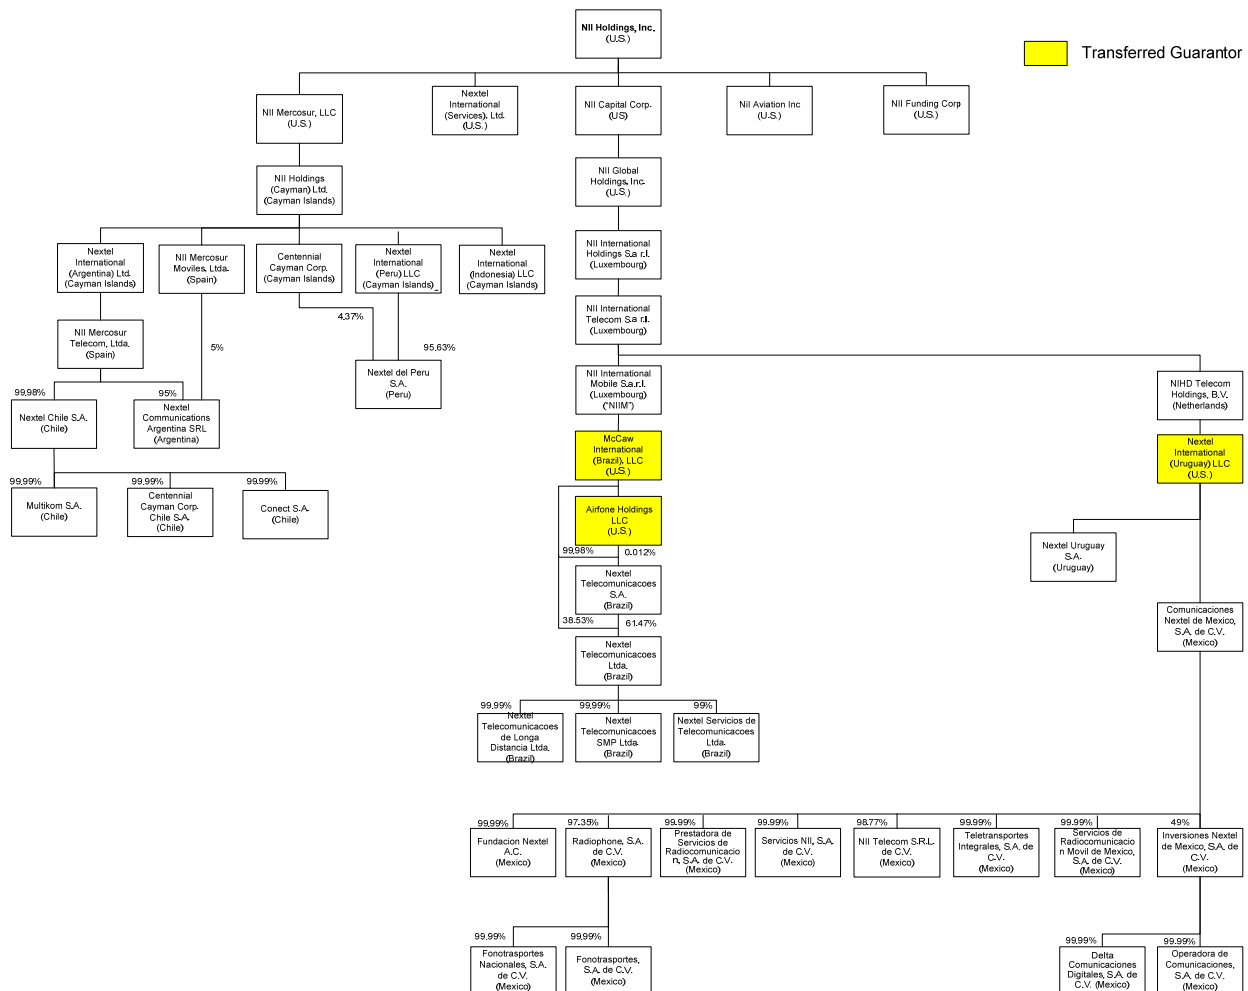 NII Holdings, Inc.
(U.S.)
Transferred Guarantor
NII Mercosur, LLC
(U.S.)
Nextel
International
(Services), Ltd.
(U.S.)
NII Capital Corp.
(US)
NiI Aviation Inc
(U.S.)
NII Funding Corp
(U.S.)
NII Holdings
(Cayman) Ltd.
(Cayman Islands)
NII Global
Holdings, Inc.
(U.S.)
Nextel
International
(Argentina) Ltd.
(Cayman Islands)
NII Mercosur
Moviles, Ltda.
(Spain)
Centennial
Cayman Corp.
(Cayman Islands)
Nextel
International
(Peru) LLC
(Cayman Islands)
Nextel
International
(Indonesia) LLC
(Cayman Islands)
NII International
Holdings S.a r.l.
(Luxembourg)
NII Mercosur
Telecom, Ltda.
(Spain)
5%
4.37%
95.63%
NII International
Telecom S.a r.l.
(Luxembourg)
Nextel del Peru
S.A.
(Peru)
NII International
Mobile S.a.r.l.
(Luxembourg)
("NIIM")
NIHD Telecom
Holdings, B.V.
(Netherlands)
99.98%
Nextel Chile S.A.
(Chile)
95%
Nextel
Communications
Argentina SRL
(Argentina)
McCaw
International
(Brazil), LLC
(U.S.)
Nextel
International
(Uruguay) LLC
(U.S.)
99.99%
Multikom S.A.
(Chile)
99.99%
Centennial
Cayman Corp.
Chile S.A.
(Chile)
99.99%
Conect S.A.
(Chile)
Airfone Holdings
LLC
(U.S.)
Nextel Uruguay
S.A.
(Uruguay)
99.98%
0.012%
Nextel
Telecomunicacoes
S.A.
(Brazil)
Comunicaciones
Nextel de Mexico,
S.A. de C.V.
(Mexico)
38.53%
61.47%
Nextel
Telecomunicacoes
Ltda.
(Brazil)
99.99%
Nextel
Telecomunicacoes
de Longa
Distancia Ltda.
(Brazil)
99.99%
Nextel
Telecomunicacoes
SMP Ltda.
(Brazil)
99%
Nextel Servicios de
Telecomunicacoes
Ltda.
(Brazil)
99.99%
Fundacion Nextel
A.C.
(Mexico)
97.35%
Radiophone, S.A.
de C.V.
(Mexico)
99.99%
Prestadora de
Servicios de
Radiocomunicacio
n, S.A. de C.V.
(Mexico)
99.99%
Servicios NII, S.A.
de C.V.
(Mexico)
98.77%
NII Telecom S.R.L.
de C.V.
(Mexico)
99.99%
Teletransportes
Integrales, S.A. de
C.V.
(Mexico)
99.99%
Servicios de
Radiocomunicacio
n Movil de Mexico,
S.A. de C.V.
(Mexico)
49%
Inversiones Nextel
de Mexico, S.A. de
C.V.
(Mexico)
99.99%
Fonotrasportes
Nacionales, S.A.
de C.V.
(Mexico)
99.99%
Fonotrasportes,
S.A. de C.V.
(Mexico)
99.99%
Delta
Comunicaciones
Digitales, S.A. de
C.V. (Mexico)
99.99%
Operadora de
Comunicaciones,
S.A. de C.V.
(Mexico)